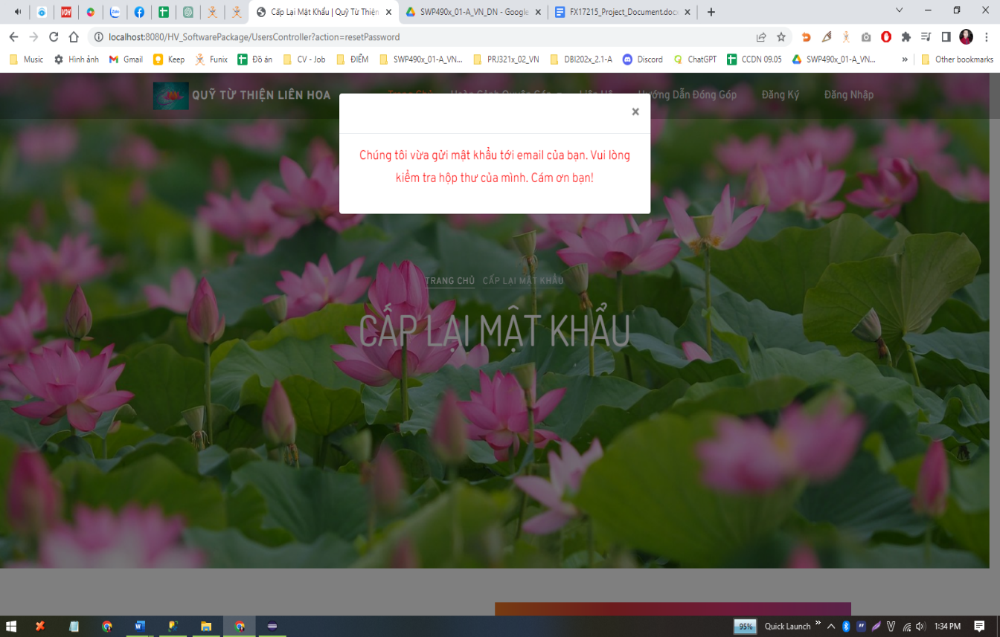 Cấp Lại Mật Khẩu | Quỹ Từ Thiện
SWP490x_01-A_VN_DN - Google
FX17215_Project_Document.docx
localhost:8080/HV_SoftwarePackage/UsersController?action=resetPassword
Music Hình ảnh Gmail Keep Funix Đồ án CV - Job ĐIỂM SWP490x_01-A_VN... PRJ321x_02_VN DBI202x_2.1-A Discord ChatGPT CCDN 09.05 SWP490x_01-A_VN... » Other bookmarks
QUỸ TỪ THIỆN LIÊN HOA Trang Chủ Hoàn Cảnh Quyên Góp Liên Hệ Hướng Dẫn Đóng Góp Đăng Ký Đăng Nhập
×
Chúng tôi vừa gửi mật khẩu tới email của bạn. Vui lòng
kiểm tra hộp thư của mình. Cám ơn bạn!
TRANG CHỦ CẤP LẠI MẬT KHẨU
CẤP LẠI MẬT KHẨU
95% Quick Launch » 1:34 PM